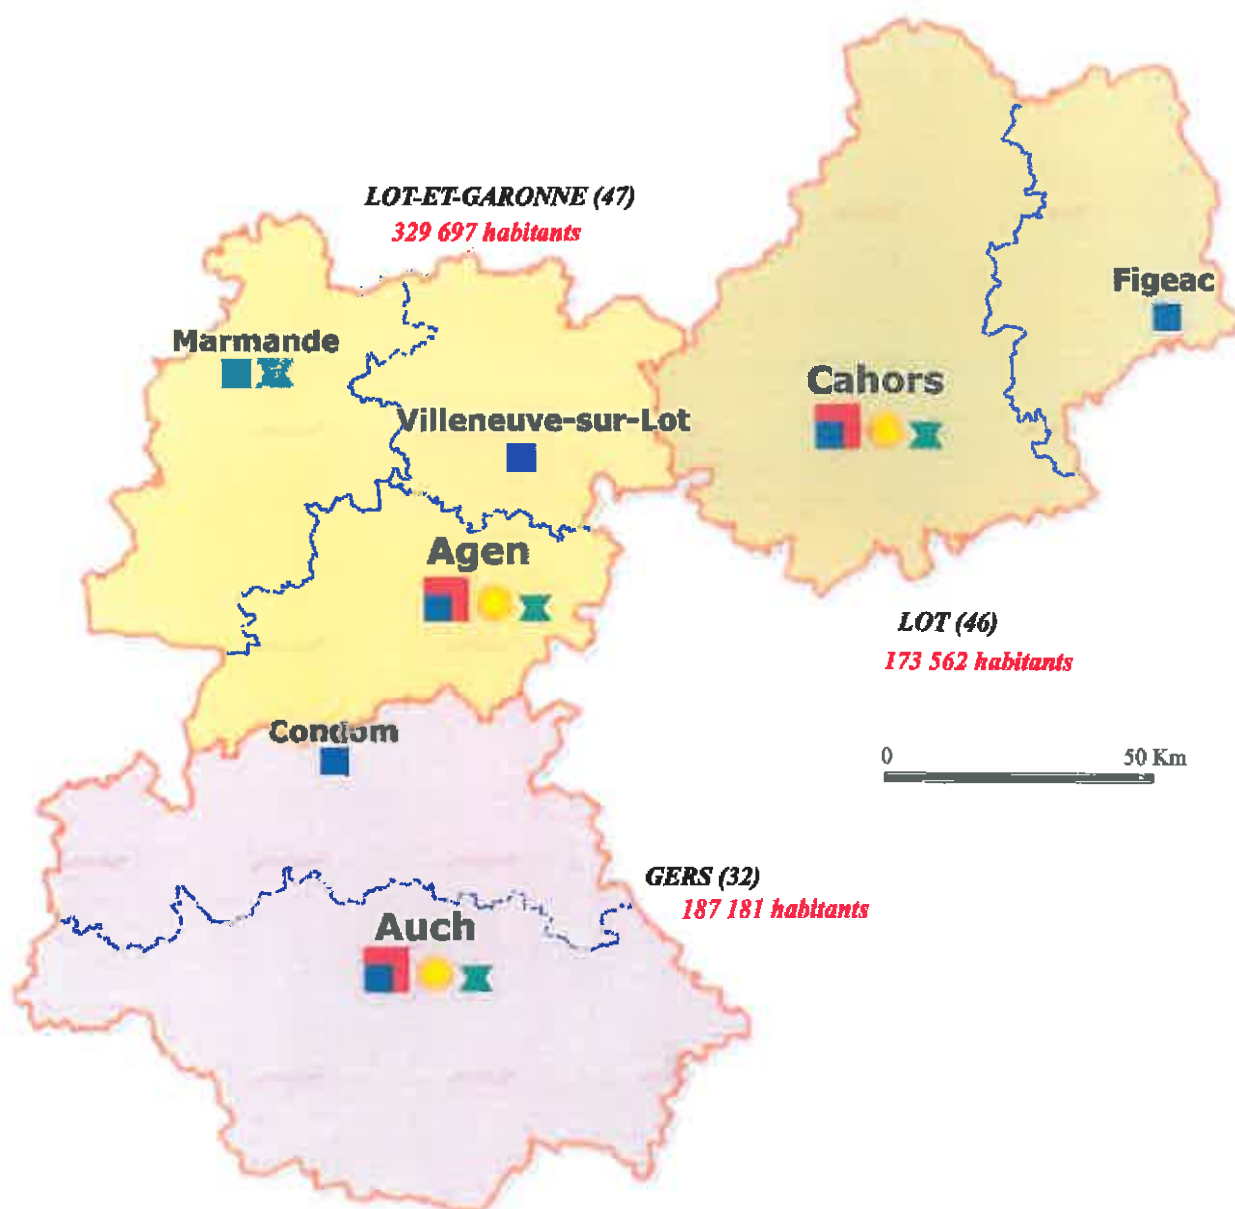 LOT-ET-GARONNE (47)
329 697 habitants
Figeac
Marmande
Cahors
Villeneuve-sur-Lot
Agen
LOT (46)
173 562 habitants
Condom
0 50 Km
GERS (32)
187 181 habitants
Auch